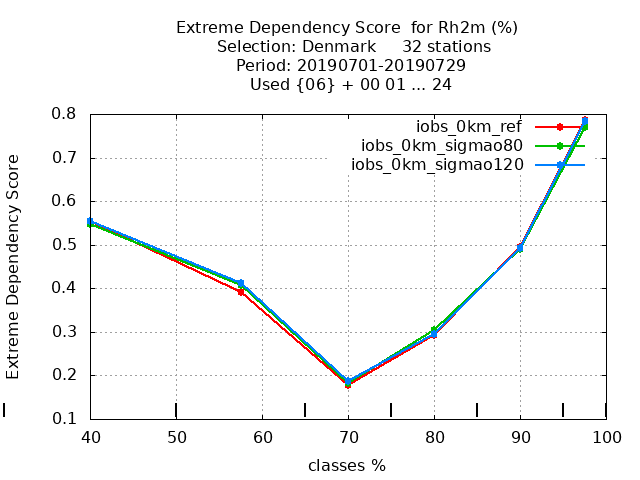 Extreme Dependency Score  for Rh2m (%)
Selection: Denmark     32 stations
Period: 20190701-20190729
Used {06} + 00 01 ... 24
iobs_0km_ref
iobs_0km_sigmao80
iobs_0km_sigmao120
Extreme Dependency Score
0.8
0.7
0.6
0.5
0.4
0.3
0.2
0.1
40 50 60 70 80 90 100
classes %